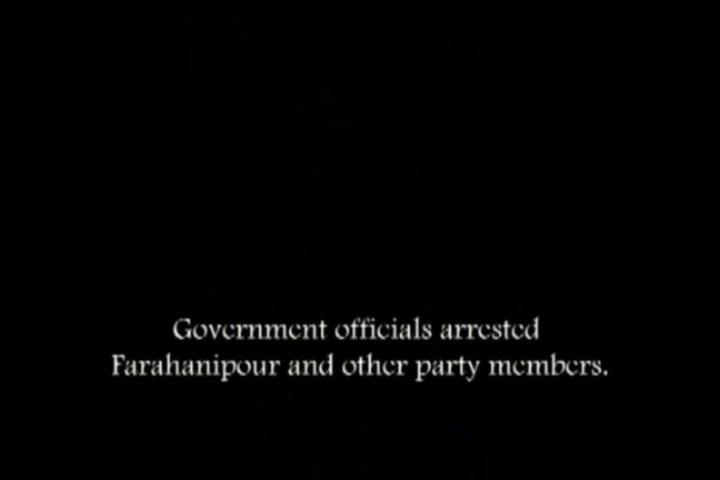 Government officials arrested
Farahanipour and other party members.